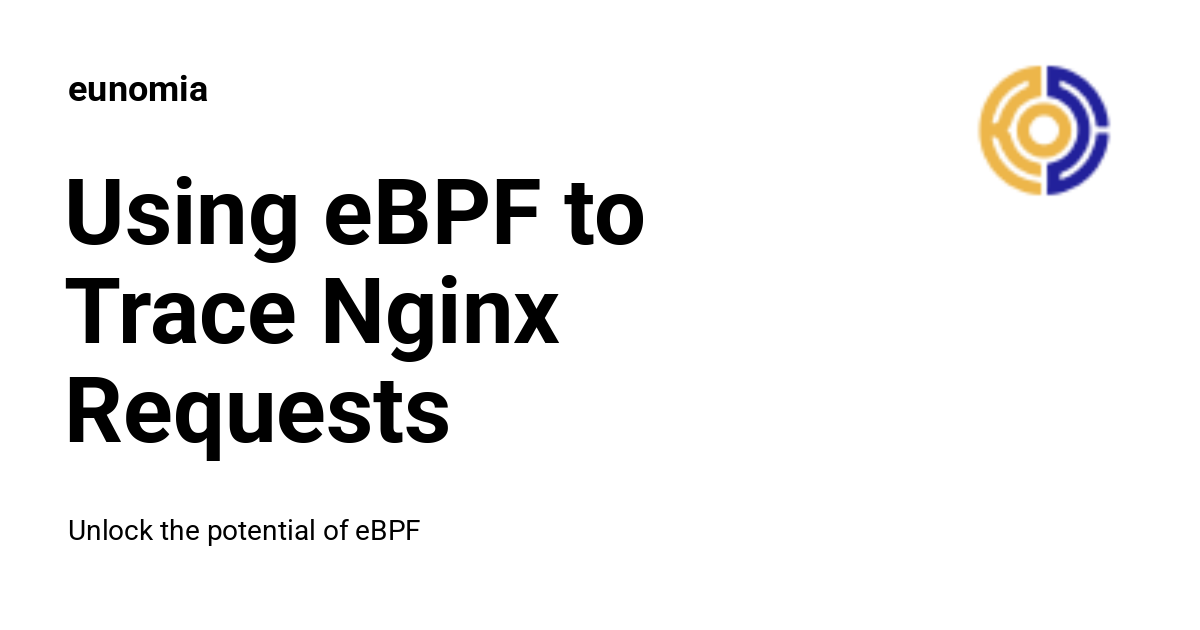 eunomia
Using eBPF to
Trace Nginx
Requests
Unlock the potential of eBPF